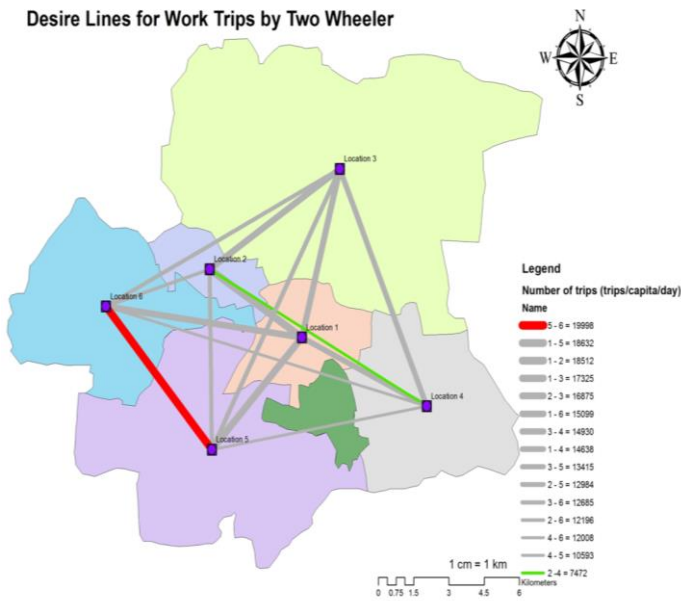 Desire Lines for Work Trips by Two Wheeler
N
W E
S
Location 3
Location 2
Location 6
Location 1
Location 4
Location 5
Legend
Number of trips (trips/capita/day)
Name
5 - 6 = 19998
1 - 5 = 18632
1 - 2 = 18512
1 - 3 = 17325
2 - 3 = 16875
1 - 6 = 15099
3 - 4 = 14930
1 - 4 = 14638
3 - 5 = 13415
2 - 5 = 12984
3 - 6 = 12685
2 - 6 = 12196
4 - 6 = 12008
4 - 5 = 10593
2 - 4 = 7472
1 cm = 1 km
Kilometers
0 0.75 1.5 3 4.5 6